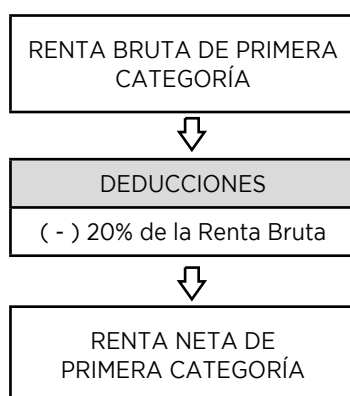 RENTA BRUTA DE PRIMERA
CATEGORÍA
DEDUCCIONES
( - ) 20% de la Renta Bruta
RENTA NETA DE
PRIMERA CATEGORÍA